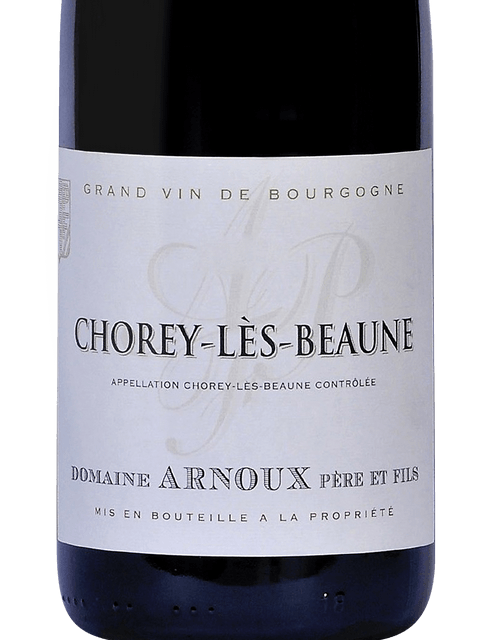 GRAND VIN DE BOURGOGNE
CHOREY-LÈS-BEAUNE
APPELLATION CHOREY-LÈS-BEAUNE CONTRÔLÉE
DOMAINE ARNOUX PÈRE ET FILS
MIS EN BOUTEILLE A LA PROPRIÉTÉ